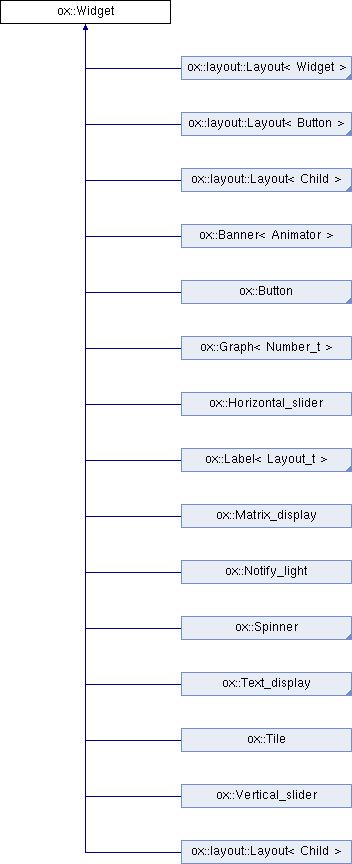 ox::Widget
ox::layout::Layout< Widget >
ox::layout::Layout< Button >
ox::layout::Layout< Child >
ox::Banner< Animator >
ox::Button
ox::Graph< Number_t >
ox::Horizontal_slider
ox::Label< Layout_t >
ox::Matrix_display
ox::Notify_light
ox::Spinner
ox::Text_display
ox::Tile
ox::Vertical_slider
ox::layout::Layout< Child >